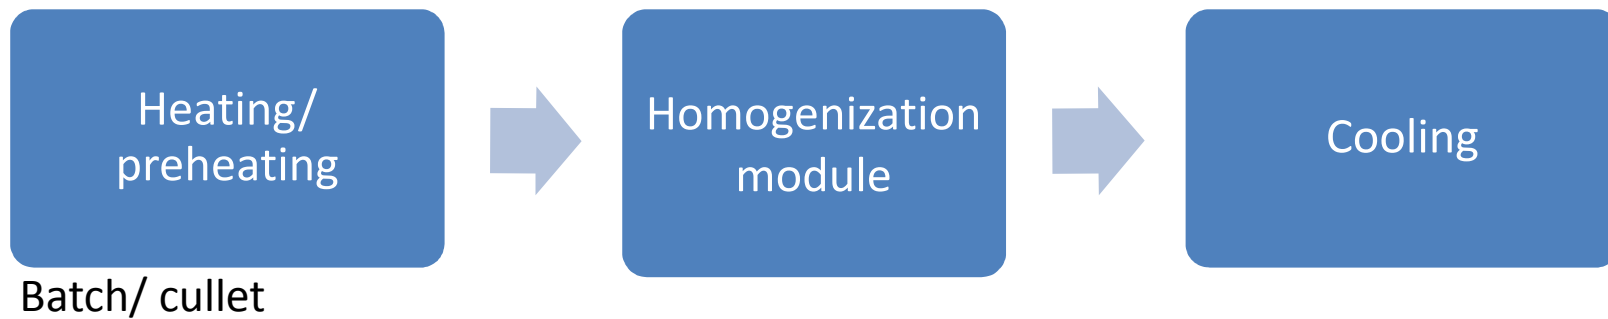 Heating/
preheating
Homogenization
module
Cooling
Batch/ cullet